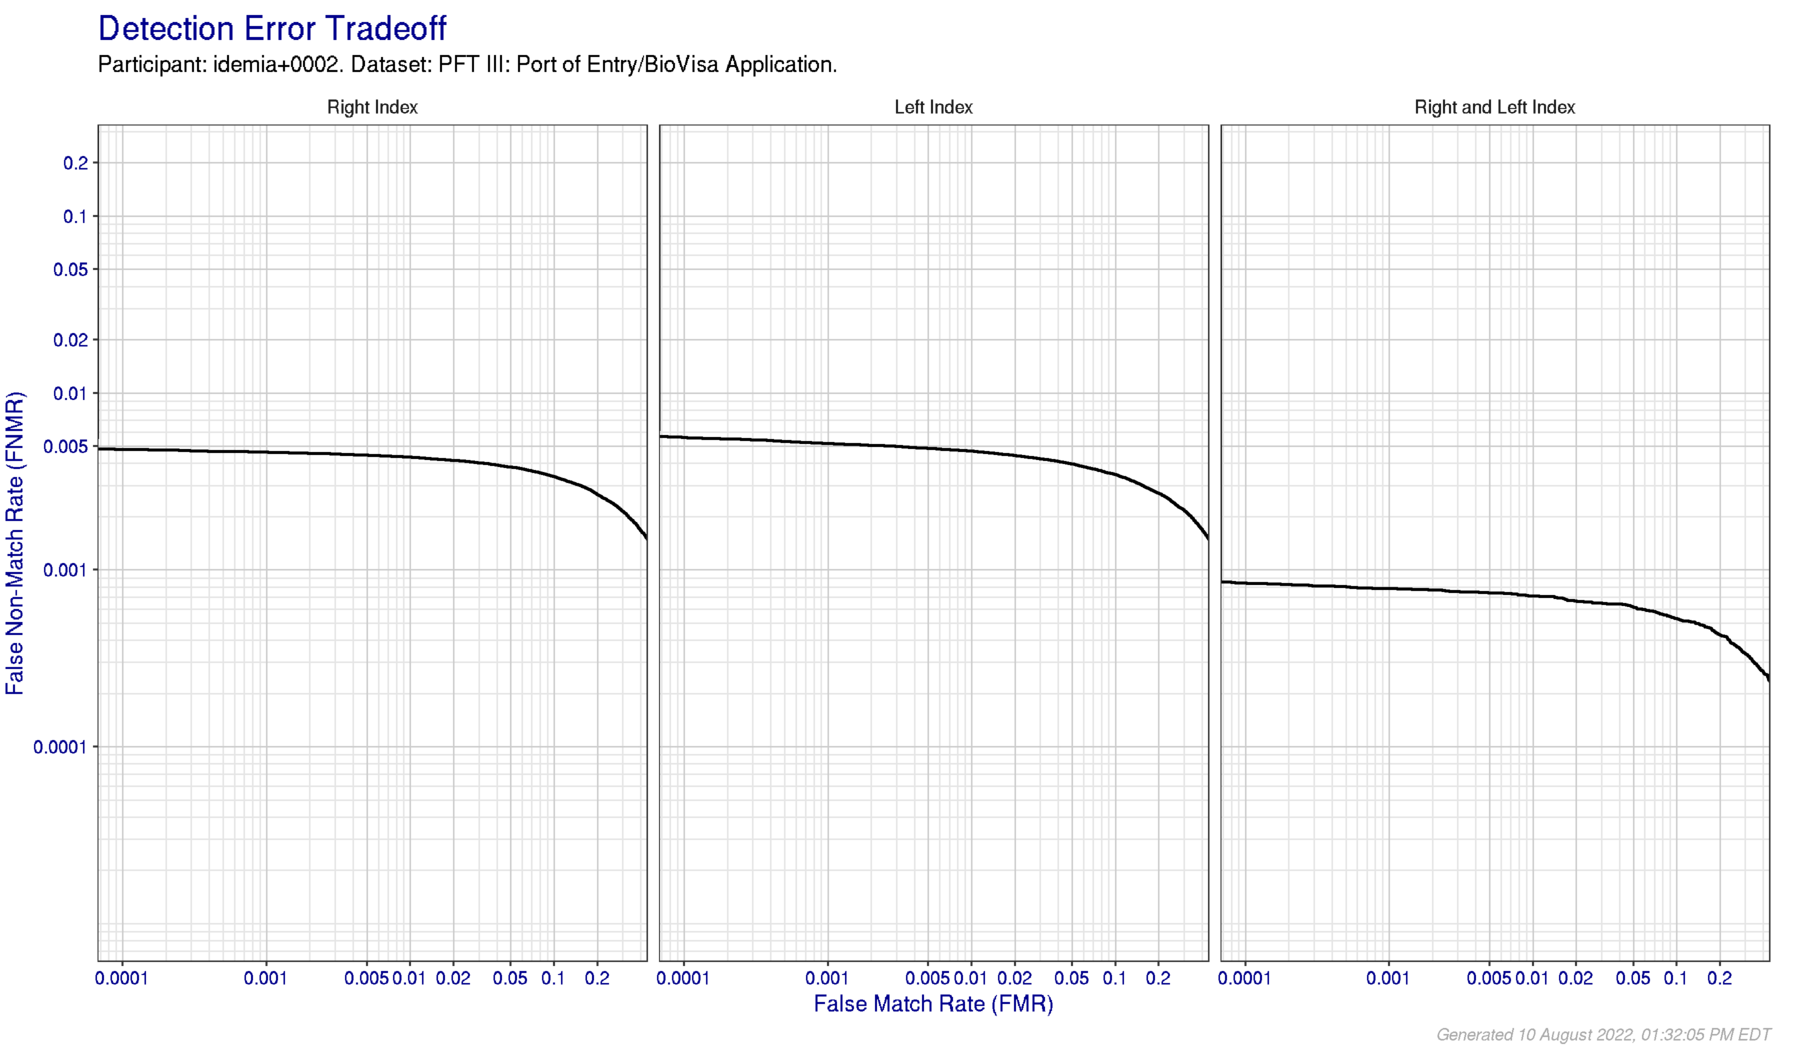 Detection Error Tradeoff
Participant: idemia+0002. Dataset: PFT III: Port of Entry/BioVisa Application.
Right Index
Left Index
Right and Left Index
False Non-Match Rate (FNMR)
0.2
0.1
0.05
0.02
0.01
0.005
0.001
0.0001
0.0001 0.001 0.005 0.01 0.02 0.05 0.1 0.2
0.0001 0.001 0.005 0.01 0.02 0.05 0.1 0.2
0.0001 0.001 0.005 0.01 0.02 0.05 0.1 0.2
False Match Rate (FMR)
Generated 10 August 2022, 01:32:05 PM EDT